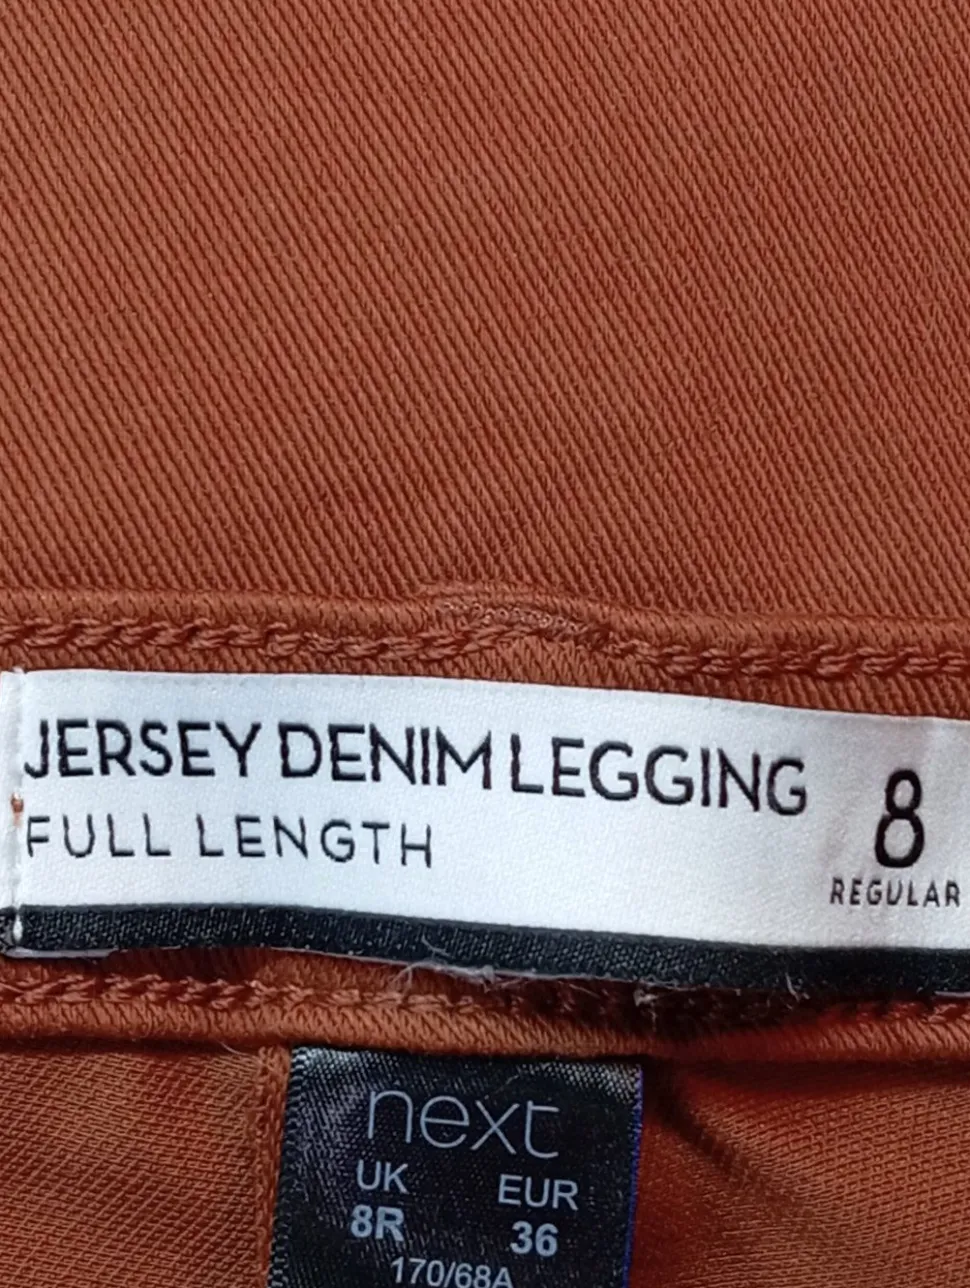 JERSEY DENIM LEGGING
FULL LENGTH
8
REGULAR
next
UK EUR
8R 36
170/68A